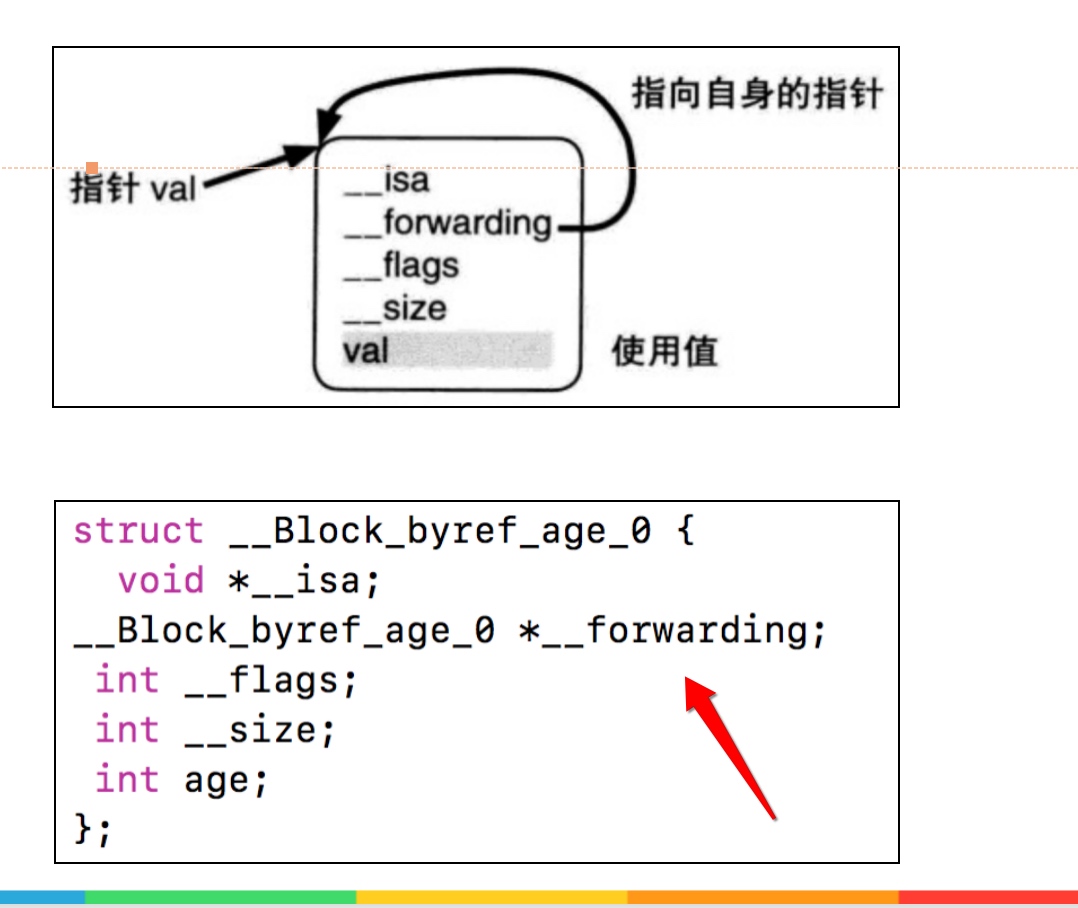 指向自身的指针
指针 val
__isa
__forwarding
__flags
__size
val
使用值
struct __Block_byref_age_0 {
void *__isa;
__Block_byref_age_0 *__forwarding;
int __flags;
int __size;
int age;
};